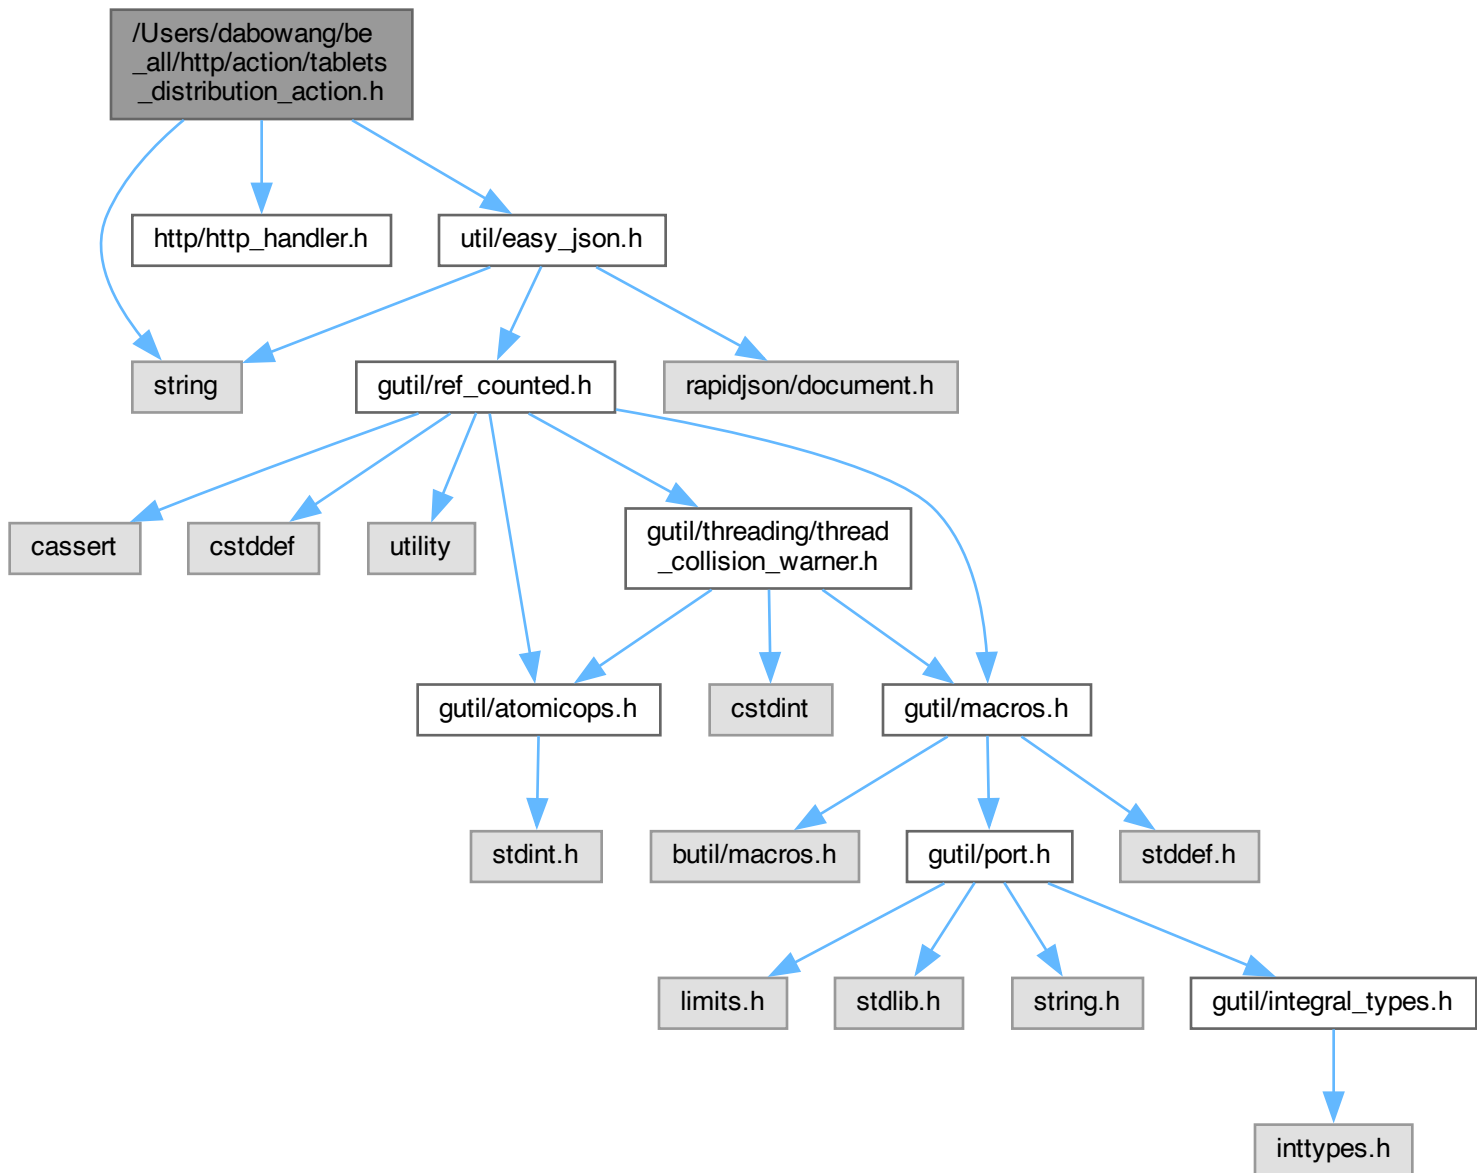 /Users/dabowang/be
_all/http/action/tablets
_distribution_action.h
http/http_handler.h
util/easy_json.h
string
gutil/ref_counted.h
rapidjson/document.h
cassert
cstddef
utility
gutil/threading/thread
_collision_warner.h
gutil/atomicops.h
cstdint
gutil/macros.h
stdint.h
butil/macros.h
gutil/port.h
stddef.h
limits.h
stdlib.h
string.h
gutil/integral_types.h
inttypes.h